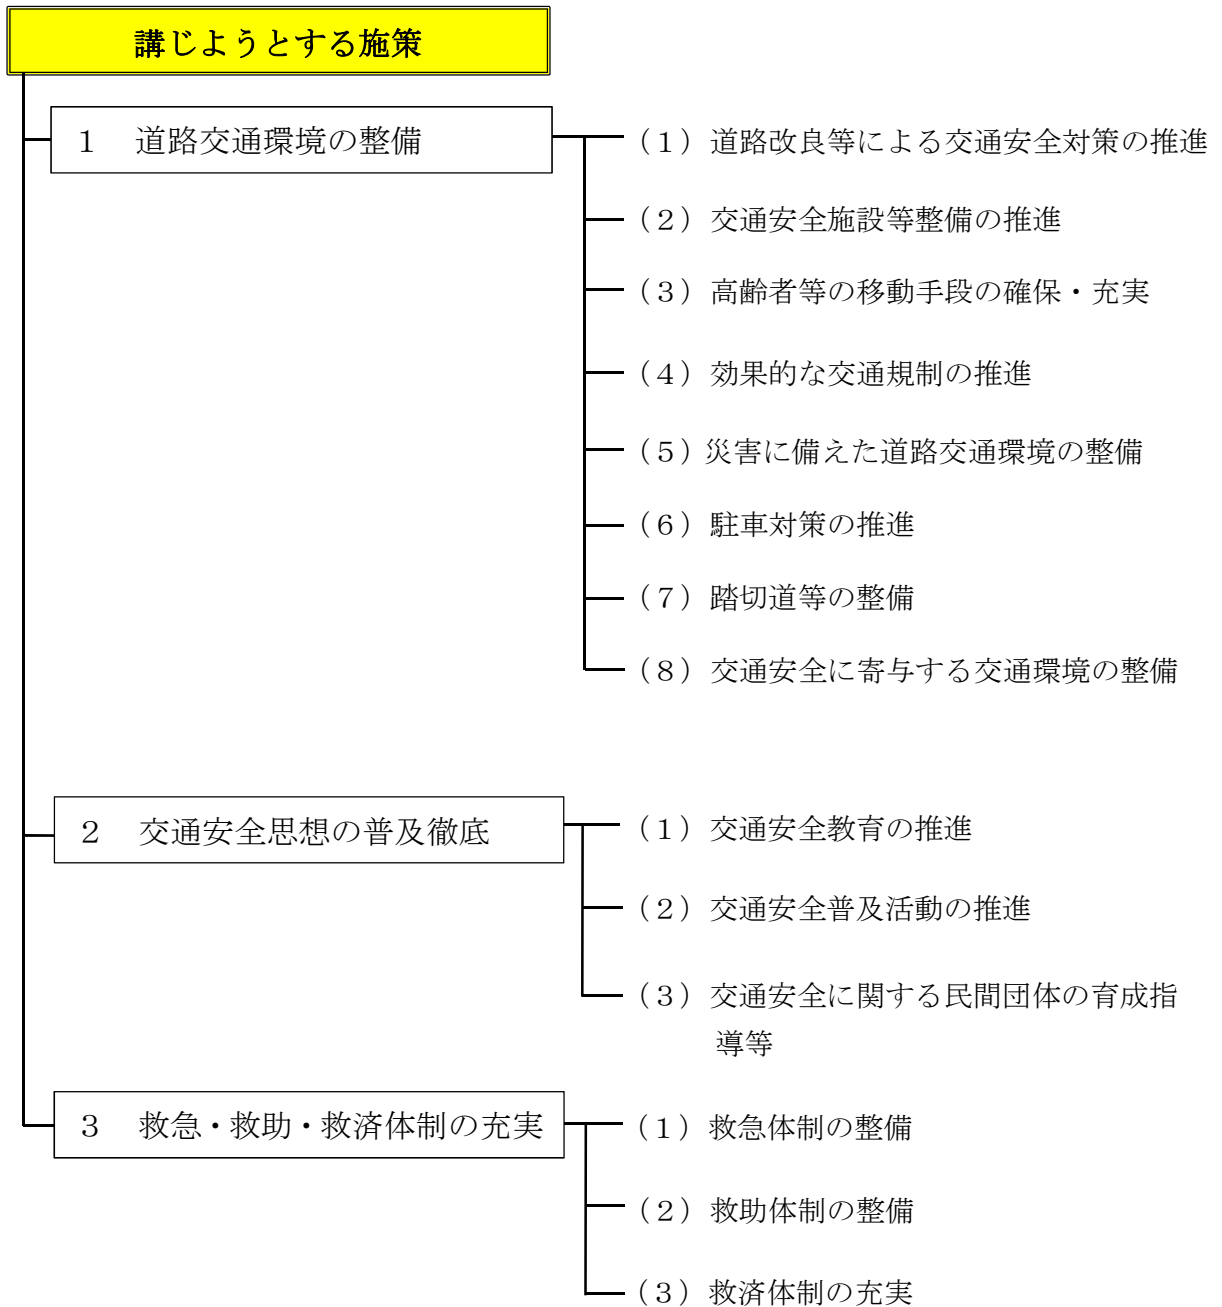 講じようとする施策
１　道路交通環境の整備
（１）道路改良等による交通安全対策の推進
（２）交通安全施設等整備の推進
（３）高齢者等の移動手段の確保・充実
（４）効果的な交通規制の推進
（５）災害に備えた道路交通環境の整備
（６）駐車対策の推進
（７）踏切道等の整備
（８）交通安全に寄与する交通環境の整備
２　交通安全思想の普及徹底
（１）交通安全教育の推進
（２）交通安全普及活動の推進
（３）交通安全に関する民間団体の育成指
導等
３　救急・救助・救済体制の充実
（１）救急体制の整備
（２）救助体制の整備
（３）救済体制の充実